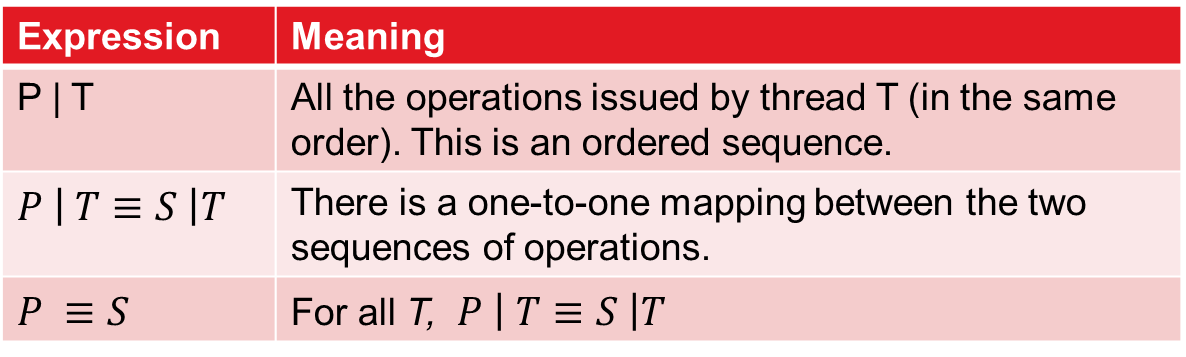 Expression Meaning
P | T All the operations issued by thread T (in the same
order). This is an ordered sequence.
P | T ≡ S |T There is a one-to-one mapping between the two
sequences of operations.
P ≡ S For all T, P | T ≡ S |T